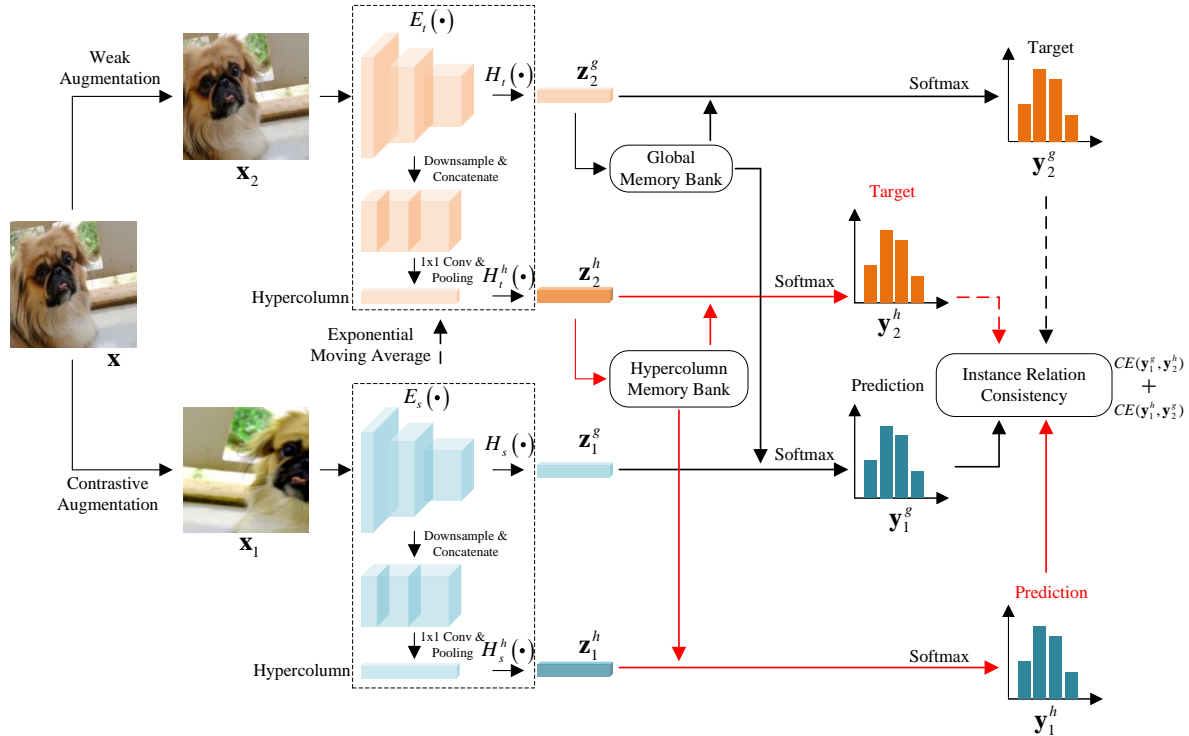 E_t(•)
Weak
Augmentation
x_2
H_t(•)
z_2^g
Softmax
Target
y_2^g
Downsample &
Concatenate
Global
Memory Bank
1x1 Conv &
Pooling
H_t^h(•)
Hypercolumn
z_2^h
Softmax
Target
y_2^h
x
Exponential
Moving Average
Hypercolumn
Memory Bank
Instance Relation
Consistency
CE(y_1^g, y_2^h)
+
CE(y_1^h, y_2^g)
E_s(•)
Contrastive
Augmentation
x_1
H_s(•)
z_1^g
Softmax
Prediction
y_1^g
Downsample &
Concatenate
1x1 Conv &
Pooling
H_s^h(•)
Hypercolumn
z_1^h
Softmax
Prediction
y_1^h